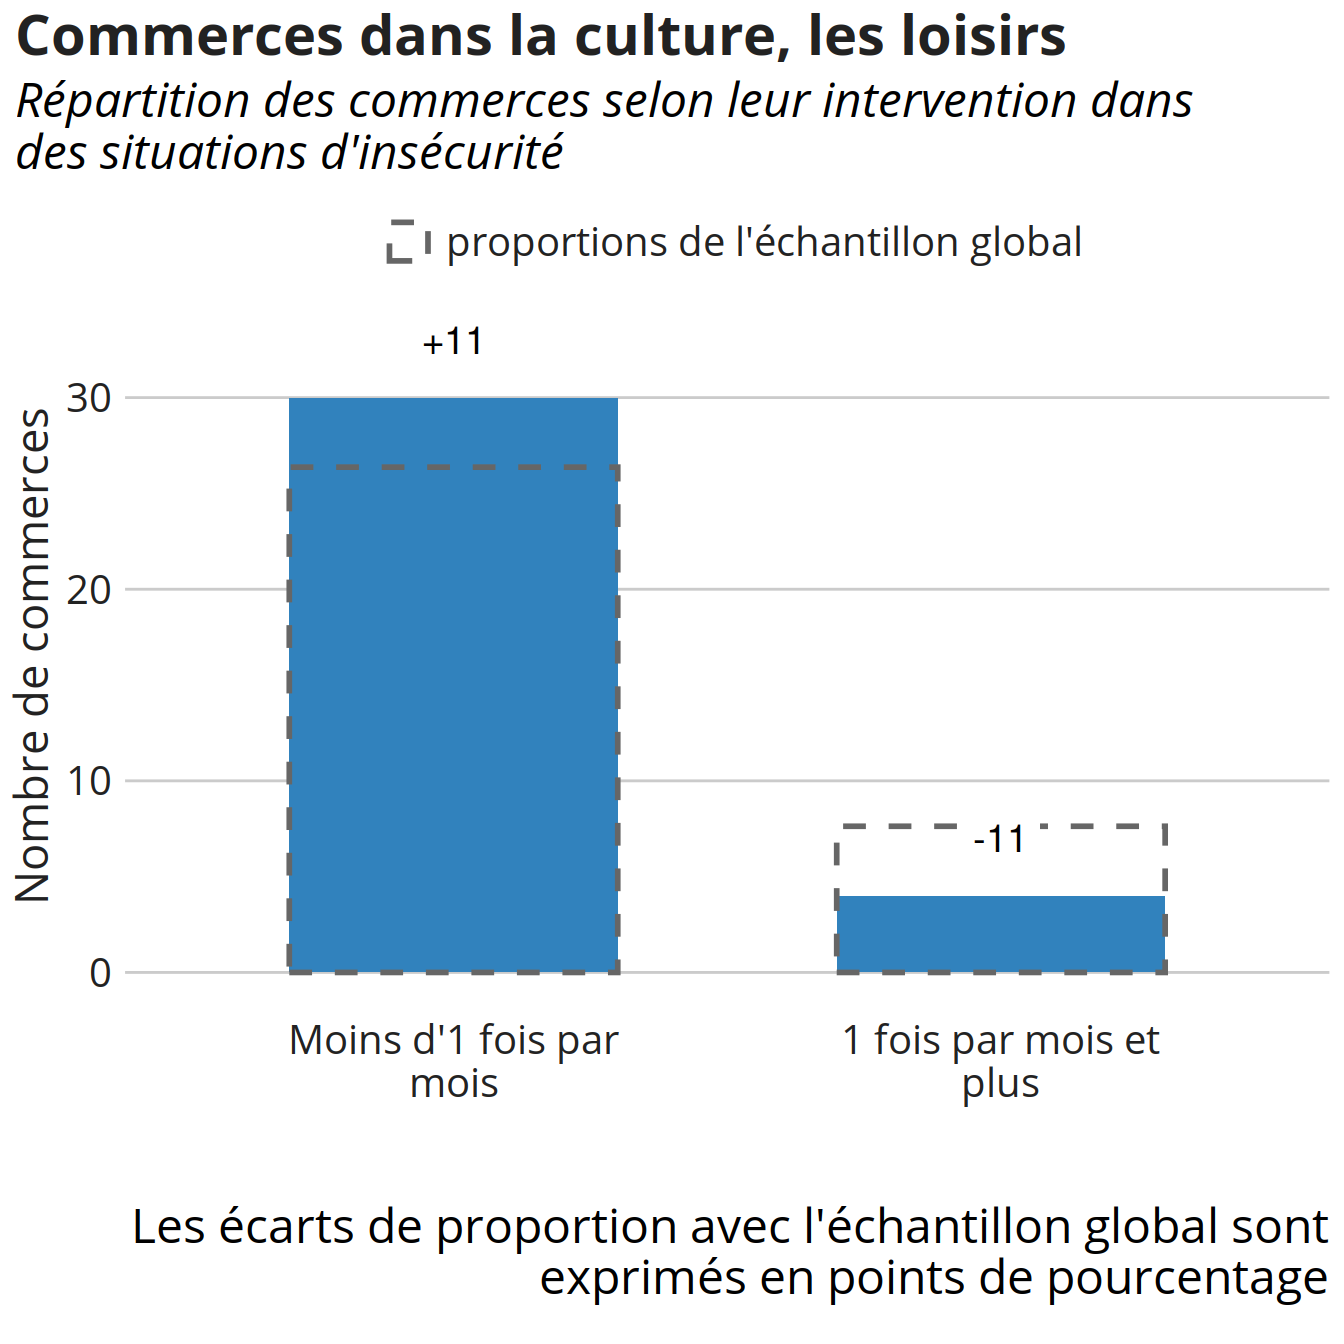 Commerces dans la culture, les loisirs
Répartition des commerces selon leur intervention dans
des situations d'insécurité
proportions de l'échantillon global
+11
30
20
10
0
Nombre de commerces
-11
Moins d'1 fois par
mois
1 fois par mois et
plus
Les écarts de proportion avec l'échantillon global sont
exprimés en points de pourcentage